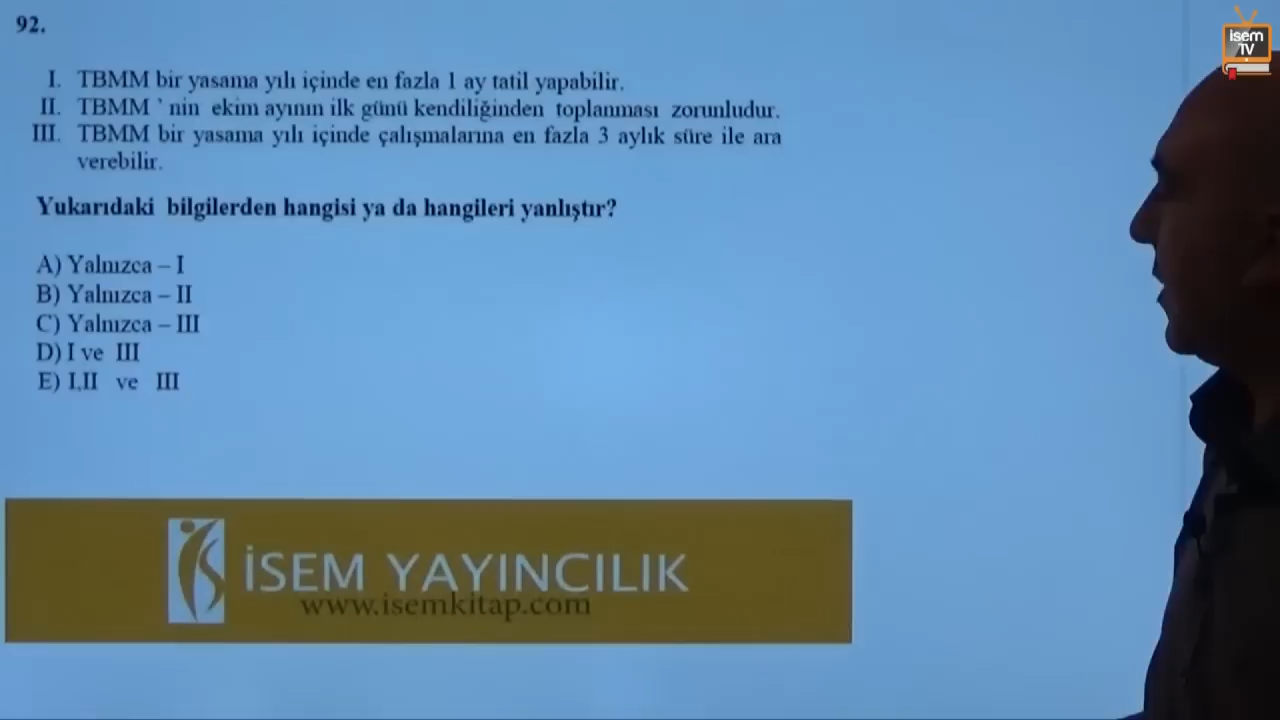 92.
isem
TV
I. TBMM bir yasama yılı içinde en fazla 1 ay tatil yapabilir.
II. TBMM ' nin ekim ayının ilk günü kendiliğinden toplanması zorunludur.
III. TBMM bir yasama yılı içinde çalışmalarına en fazla 3 aylık süre ile ara
verebilir.
Yukarıdaki bilgilerden hangisi ya da hangileri yanlıştır?
A) Yalnızca – I
B) Yalnızca – II
C) Yalnızca – III
D) I ve III
E) I,II ve III
İSEM YAYINCILIK
www.isemkitap.com